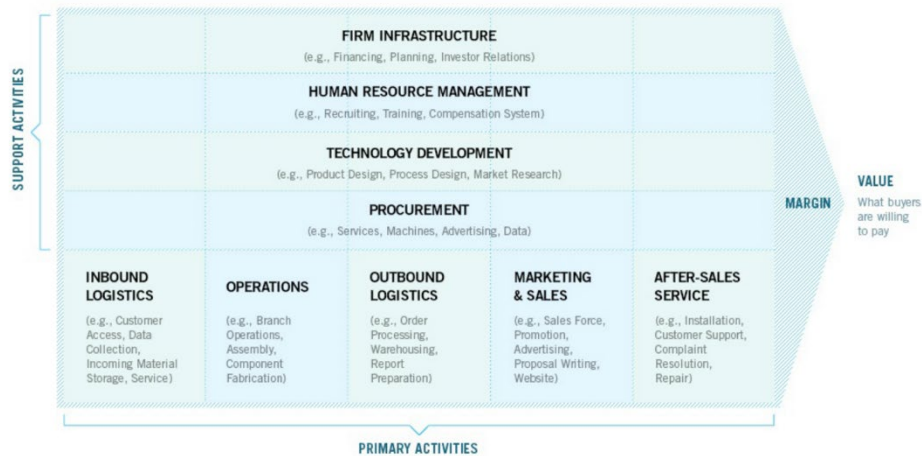 SUPPORT ACTIVITIES
FIRM INFRASTRUCTURE
(e.g., Financing, Planning, Investor Relations)
HUMAN RESOURCE MANAGEMENT
(e.g., Recruiting, Training, Compensation System)
TECHNOLOGY DEVELOPMENT
(e.g., Product Design, Process Design, Market Research)
PROCUREMENT
(e.g., Services, Machines, Advertising, Data)
MARGIN
VALUE
What buyers
are willing
to pay
INBOUND
LOGISTICS
(e.g., Customer
Access, Data
Collection,
Incoming Material
Storage, Service)
OPERATIONS
(e.g., Branch
Operations,
Assembly,
Component
Fabrication)
OUTBOUND
LOGISTICS
(e.g., Order
Processing,
Warehousing,
Report
Preparation)
MARKETING
& SALES
(e.g., Sales Force,
Promotion,
Advertising,
Proposal Writing,
Website)
AFTER-SALES
SERVICE
(e.g., Installation,
Customer Support,
Complaint
Resolution,
Repair)
PRIMARY ACTIVITIES